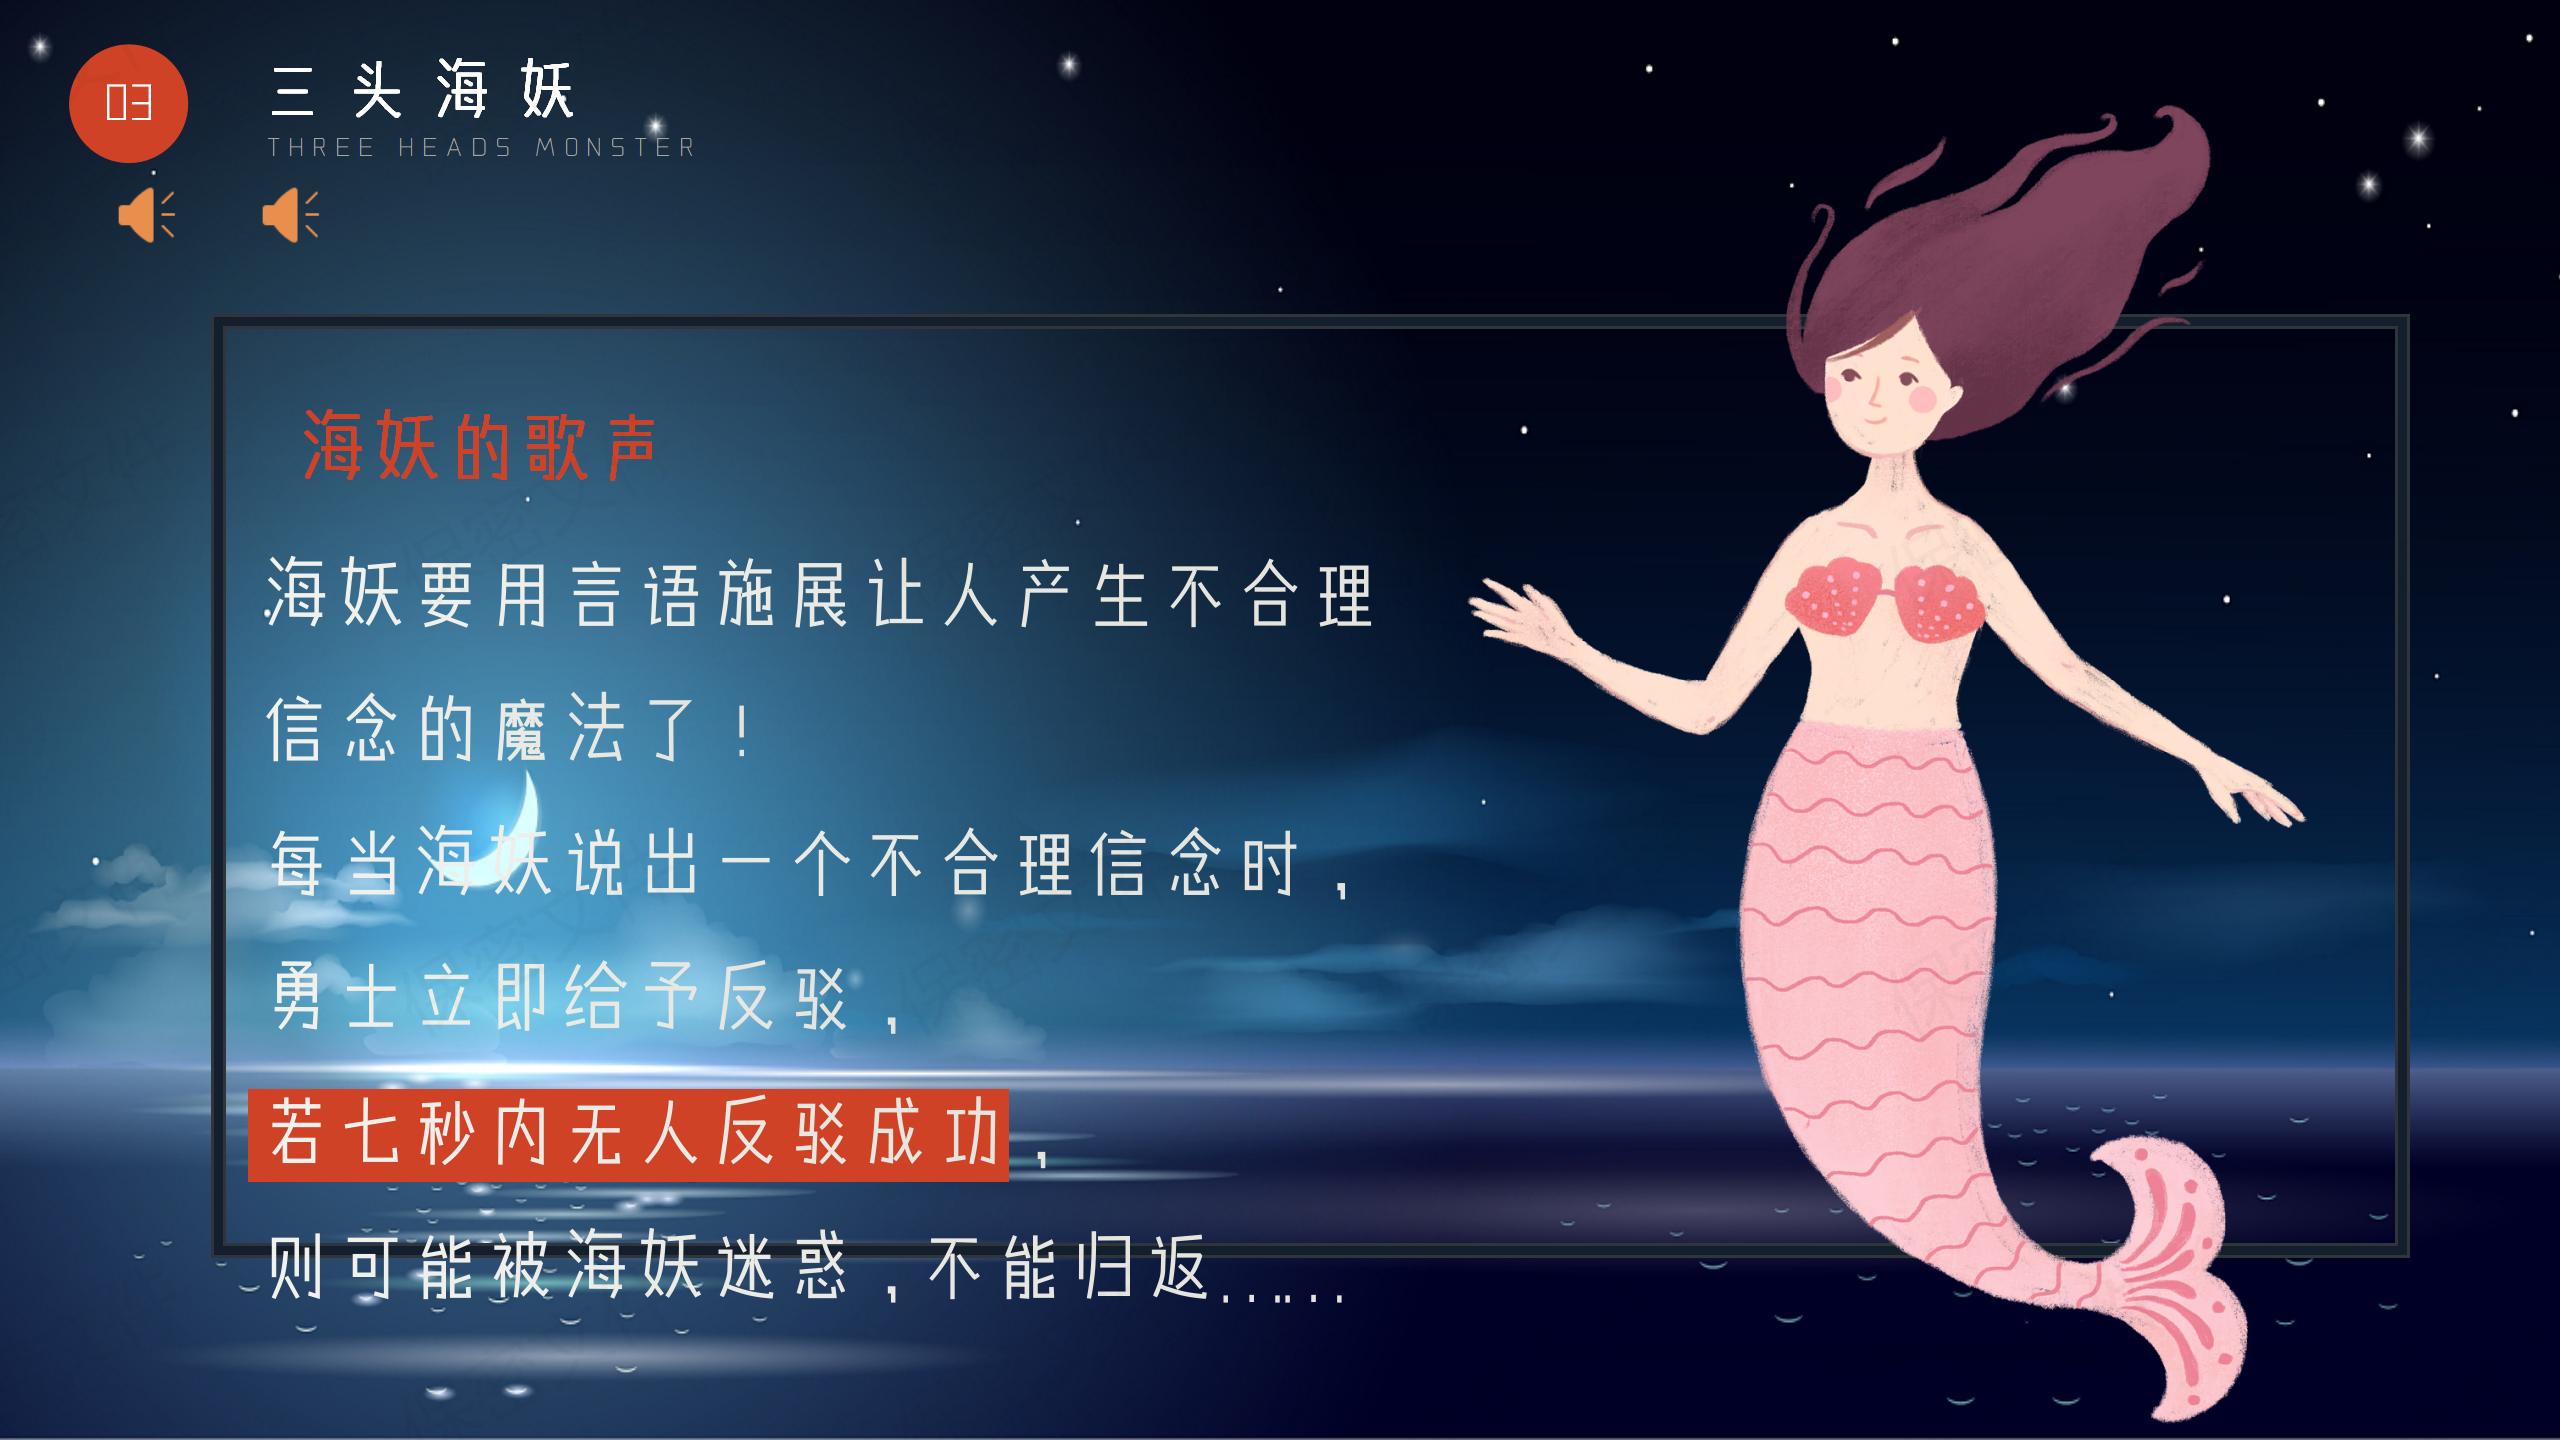 03
三头海妖
THREE HEADS MONSTER
海妖的歌声
海妖要用言语施展让人产生不合理
信念的魔法了！
每当海妖说出一个不合理信念时，
勇士立即给予反驳，
若七秒内无人反驳成功，
则可能被海妖迷惑，不能归返……
保密文件